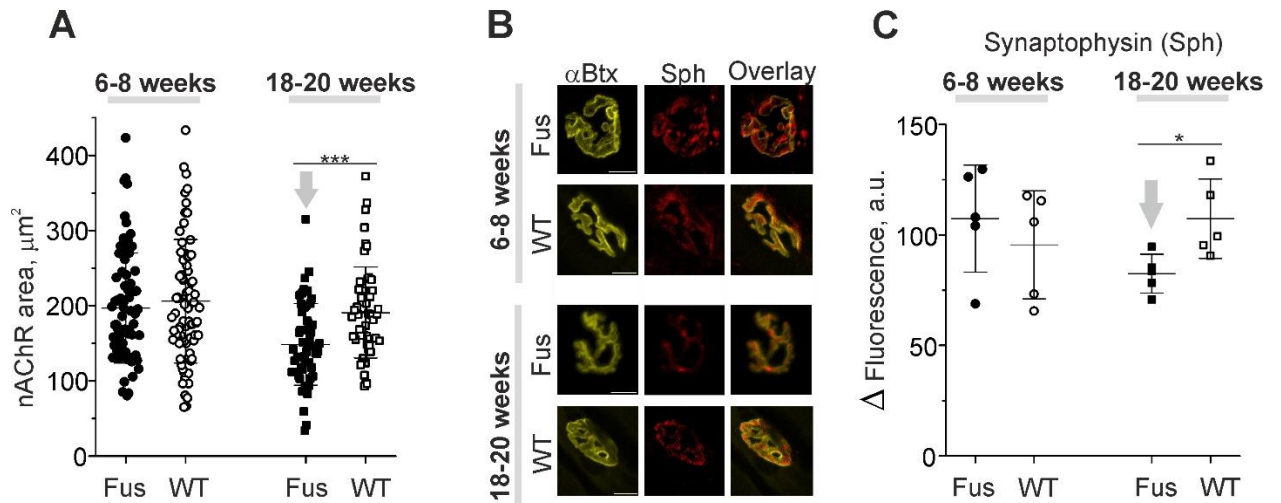 A
6-8 weeks
18-20 weeks
***
nAChR area, μm²
400
300
200
100
0
Fus
WT
Fus
WT
B
αBtx
Sph
Overlay
6-8 weeks
Fus
WT
18-20 weeks
Fus
WT
C
Synaptophysin (Sph)
6-8 weeks
18-20 weeks
*
Δ Fluorescence, a.u.
150
100
50
0
Fus
WT
Fus
WT